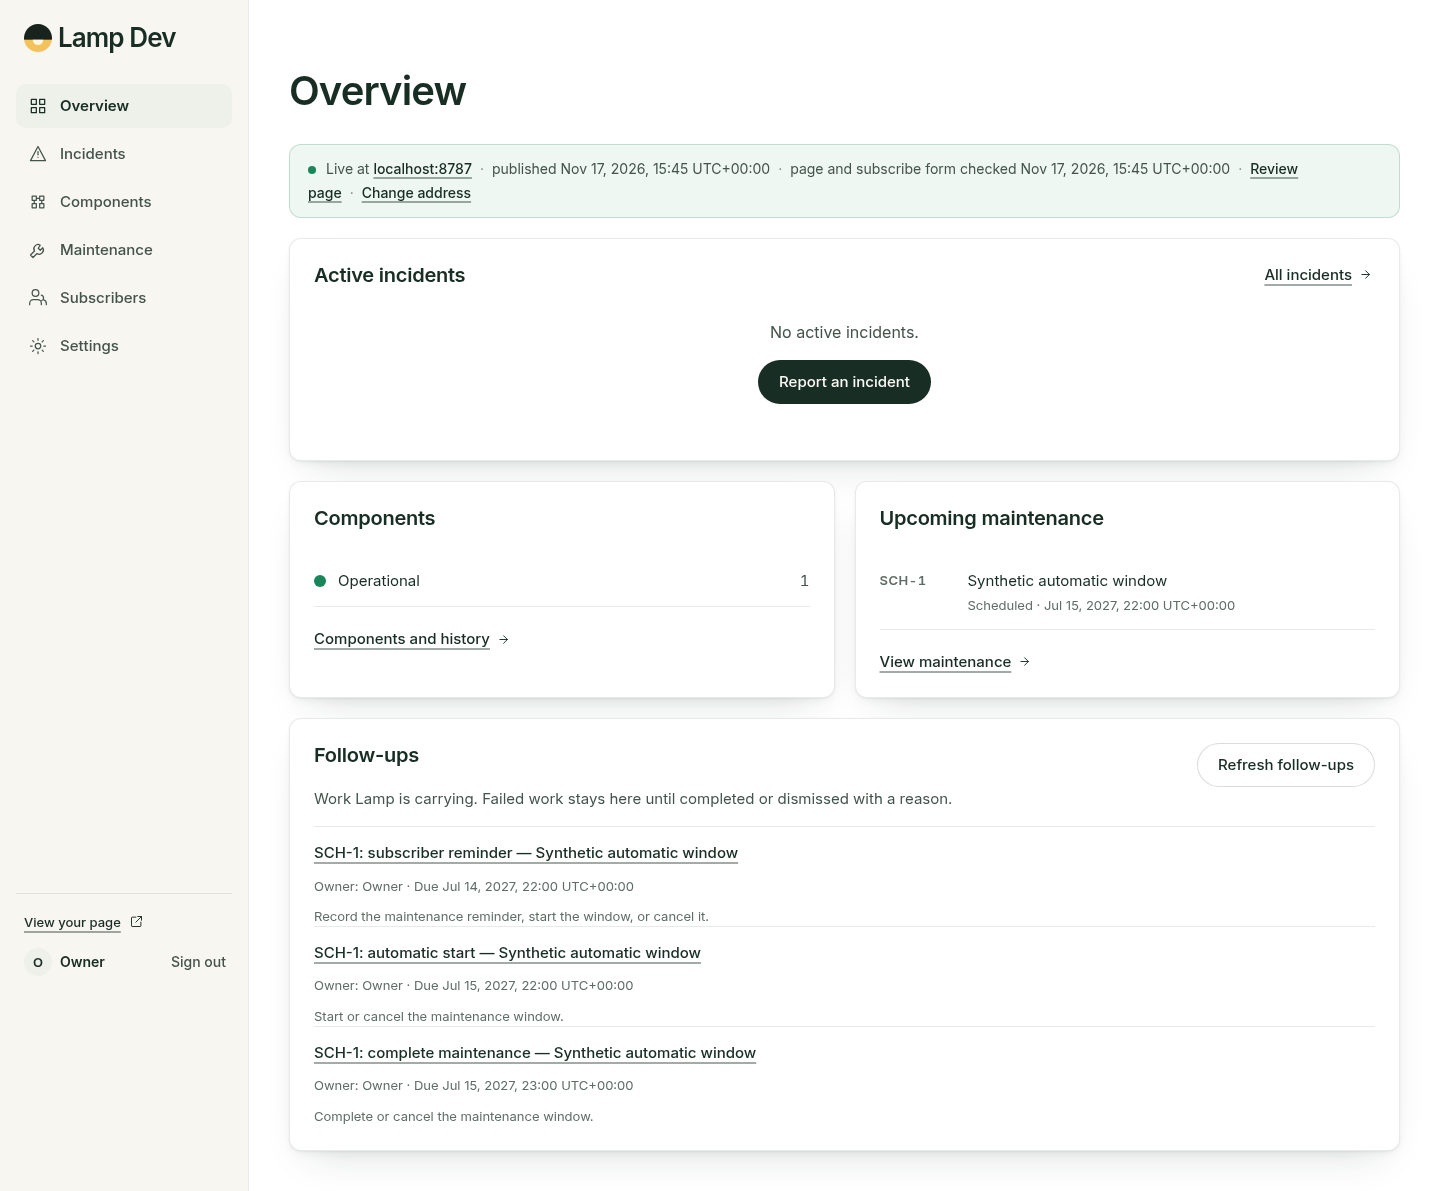 Lamp Dev
Overview
Incidents
Components
Maintenance
Subscribers
Settings
View your page
O Owner Sign out
Overview
Live at localhost:8787 · published Nov 17, 2026, 15:45 UTC+00:00 · page and subscribe form checked Nov 17, 2026, 15:45 UTC+00:00 · Review
page · Change address
Active incidents
All incidents →
No active incidents.
Report an incident
Components
Operational 1
Components and history →
Upcoming maintenance
SCH-1 Synthetic automatic window
Scheduled · Jul 15, 2027, 22:00 UTC+00:00
View maintenance →
Follow-ups
Refresh follow-ups
Work Lamp is carrying. Failed work stays here until completed or dismissed with a reason.
SCH-1: subscriber reminder — Synthetic automatic window
Owner: Owner · Due Jul 14, 2027, 22:00 UTC+00:00
Record the maintenance reminder, start the window, or cancel it.
SCH-1: automatic start — Synthetic automatic window
Owner: Owner · Due Jul 15, 2027, 22:00 UTC+00:00
Start or cancel the maintenance window.
SCH-1: complete maintenance — Synthetic automatic window
Owner: Owner · Due Jul 15, 2027, 23:00 UTC+00:00
Complete or cancel the maintenance window.